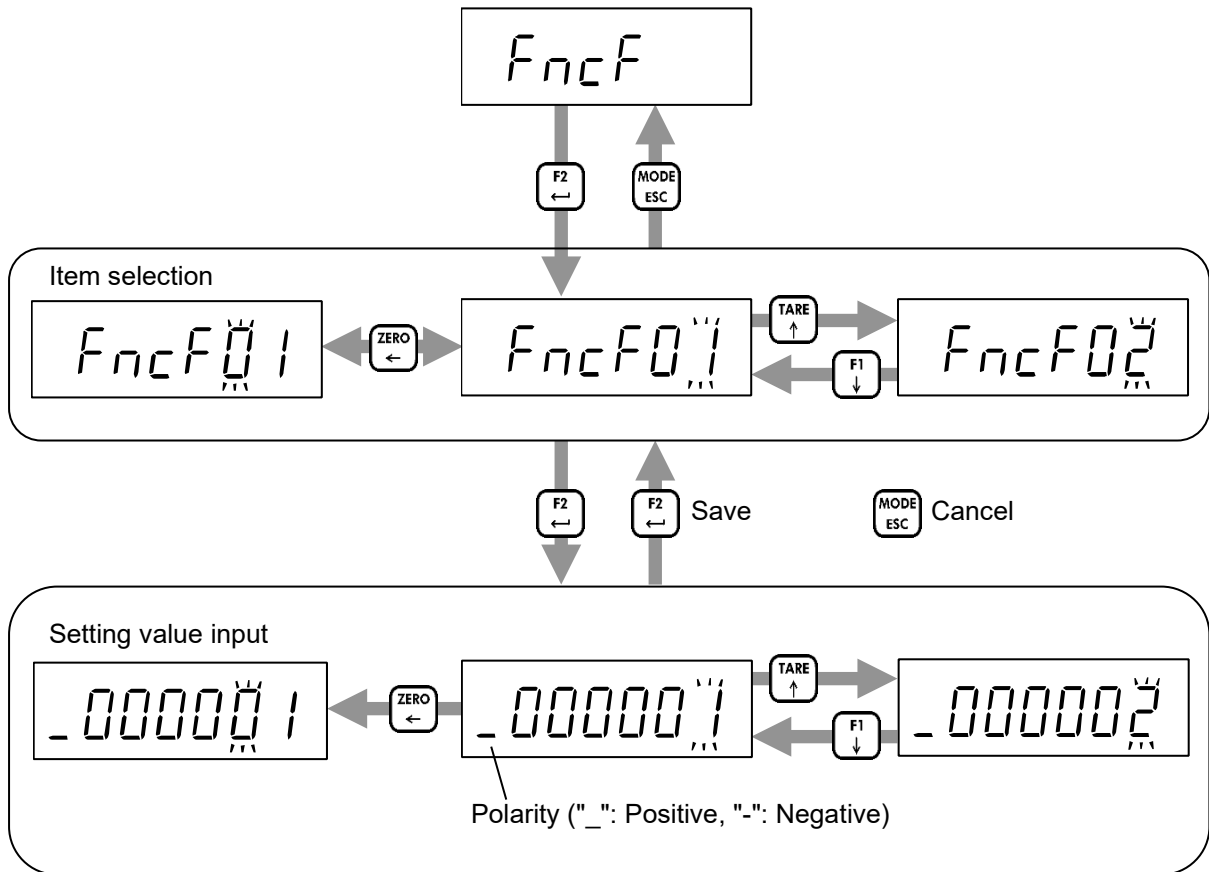 FncF
F2
←┘
MODE
ESC
Item selection
FncF01
ZERO
←
FncF01
TARE
↑
F1
↓
FncF02
F2
←┘
F2
←┘
Save
MODE
ESC
Cancel
Setting value input
_000001
ZERO
←
_000001
TARE
↑
F1
↓
_000002
Polarity ("_": Positive, "-": Negative)